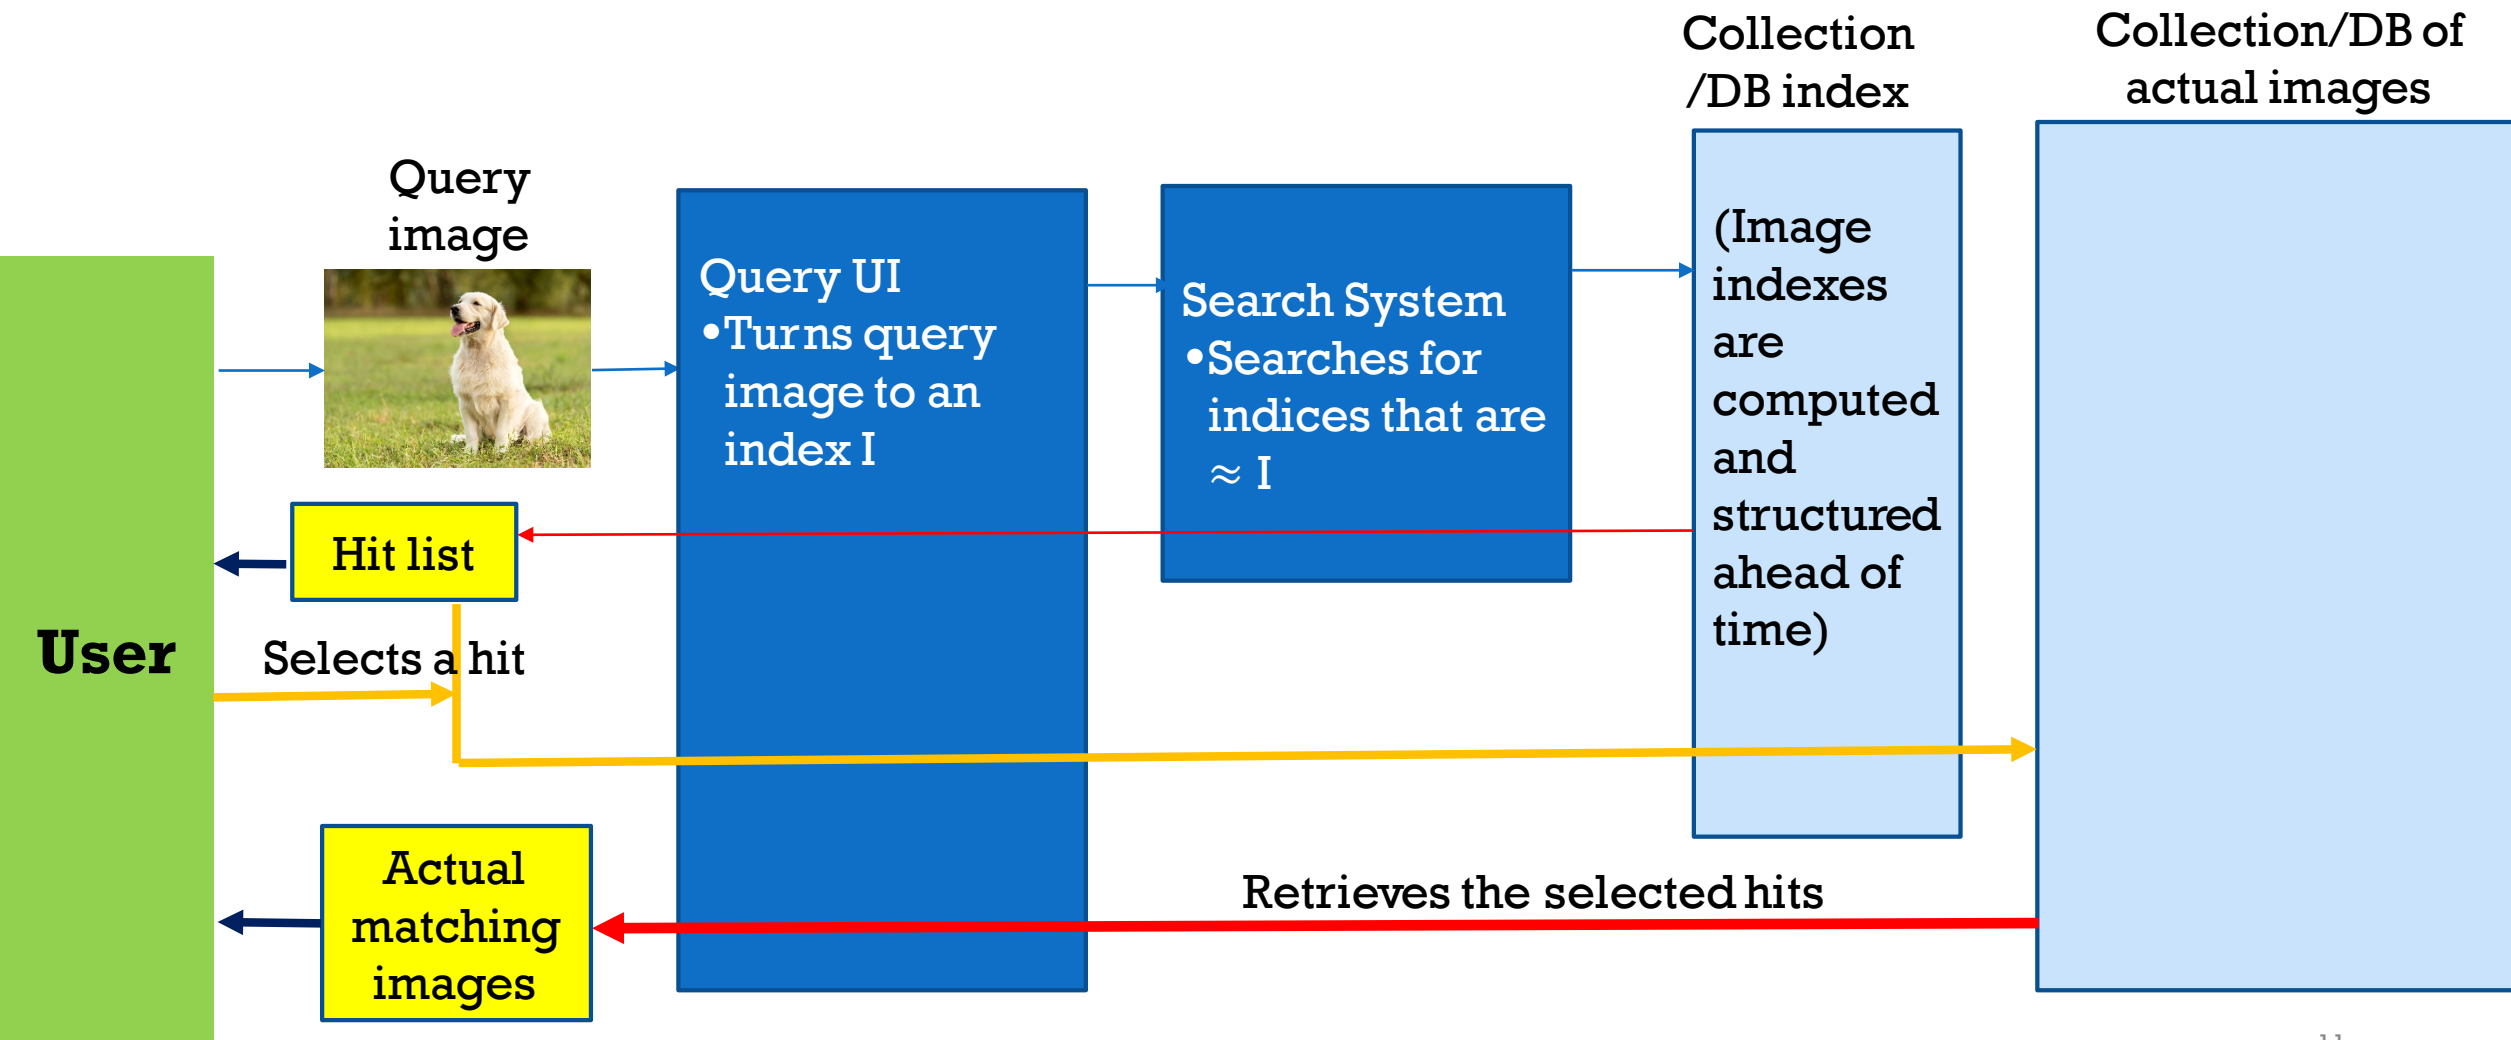 Collection
/DB index
Collection/DB of
actual images
Query
image
Query UI
•Turns query
image to an
index I
Search System
•Searches for
indices that are
≈ I
(Image
indexes
are
computed
and
structured
ahead of
time)
Hit list
User
Selects a hit
Actual
matching
images
Retrieves the selected hits